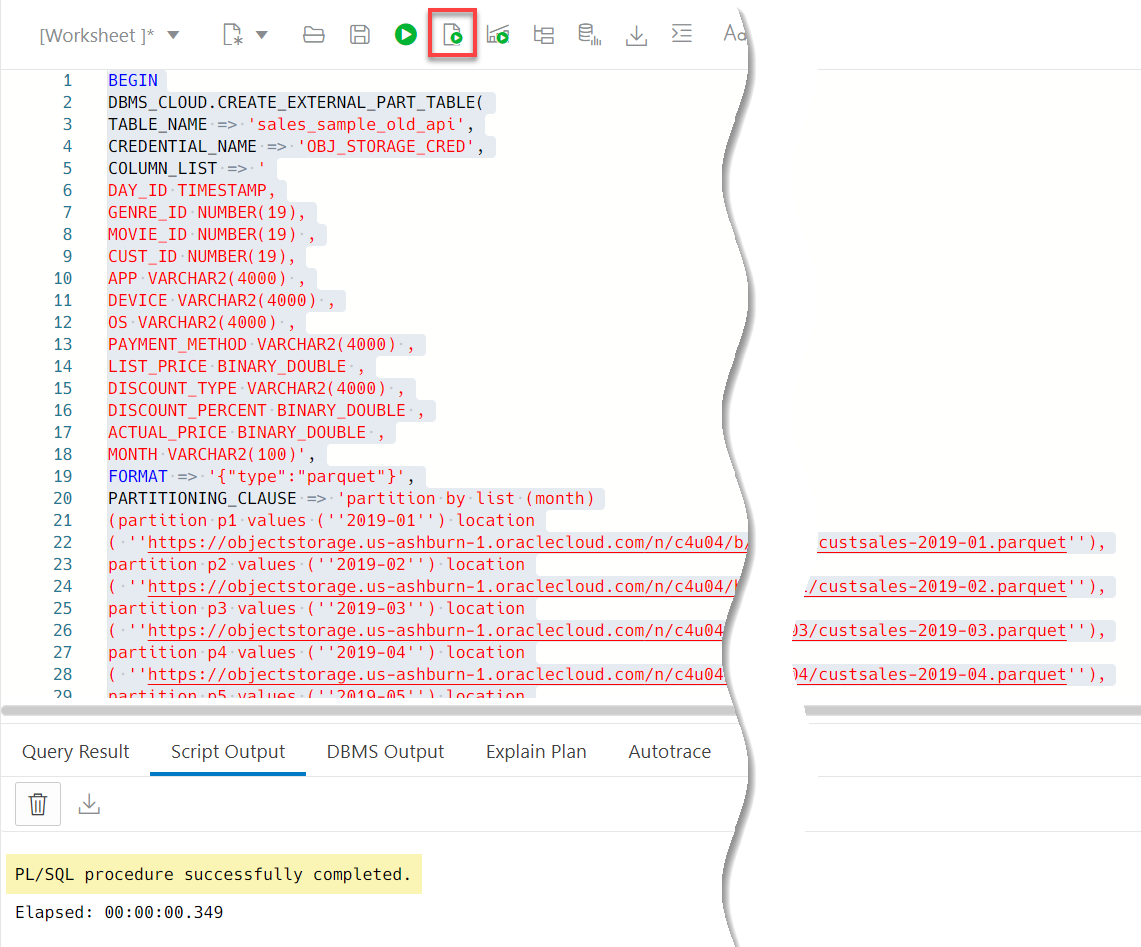 [Worksheet ]*
Aa
1 BEGIN
2 DBMS_CLOUD.CREATE_EXTERNAL_PART_TABLE(
3 TABLE_NAME => 'sales_sample_old_api',
4 CREDENTIAL_NAME => 'OBJ_STORAGE_CRED',
5 COLUMN_LIST => '
6 DAY_ID TIMESTAMP,
7 GENRE_ID NUMBER(19),
8 MOVIE_ID NUMBER(19) ,
9 CUST_ID NUMBER(19),
10 APP VARCHAR2(4000) ,
11 DEVICE VARCHAR2(4000) ,
12 OS VARCHAR2(4000) ,
13 PAYMENT_METHOD VARCHAR2(4000) ,
14 LIST_PRICE BINARY_DOUBLE ,
15 DISCOUNT_TYPE VARCHAR2(4000) ,
16 DISCOUNT_PERCENT BINARY_DOUBLE ,
17 ACTUAL_PRICE BINARY_DOUBLE ,
18 MONTH VARCHAR2(100)',
19 FORMAT => '{"type":"parquet"}',
20 PARTITIONING_CLAUSE => 'partition by list (month)
21 (partition p1 values (''2019-01'') location
22 ( ''https://objectstorage.us-ashburn-1.oraclecloud.com/n/c4u04/b/ custsales-2019-01.parquet''),
23 partition p2 values (''2019-02'') location
24 ( ''https://objectstorage.us-ashburn-1.oraclecloud.com/n/c4u04/ /custsales-2019-02.parquet''),
25 partition p3 values (''2019-03'') location
26 ( ''https://objectstorage.us-ashburn-1.oraclecloud.com/n/c4u04 03/custsales-2019-03.parquet''),
27 partition p4 values (''2019-04'') location
28 ( ''https://objectstorage.us-ashburn-1.oraclecloud.com/n/c4u04 04/custsales-2019-04.parquet''),
29 partition p5 values (''2019-05'') location
Query Result Script Output DBMS Output Explain Plan Autotrace
PL/SQL procedure successfully completed.
Elapsed: 00:00:00.349